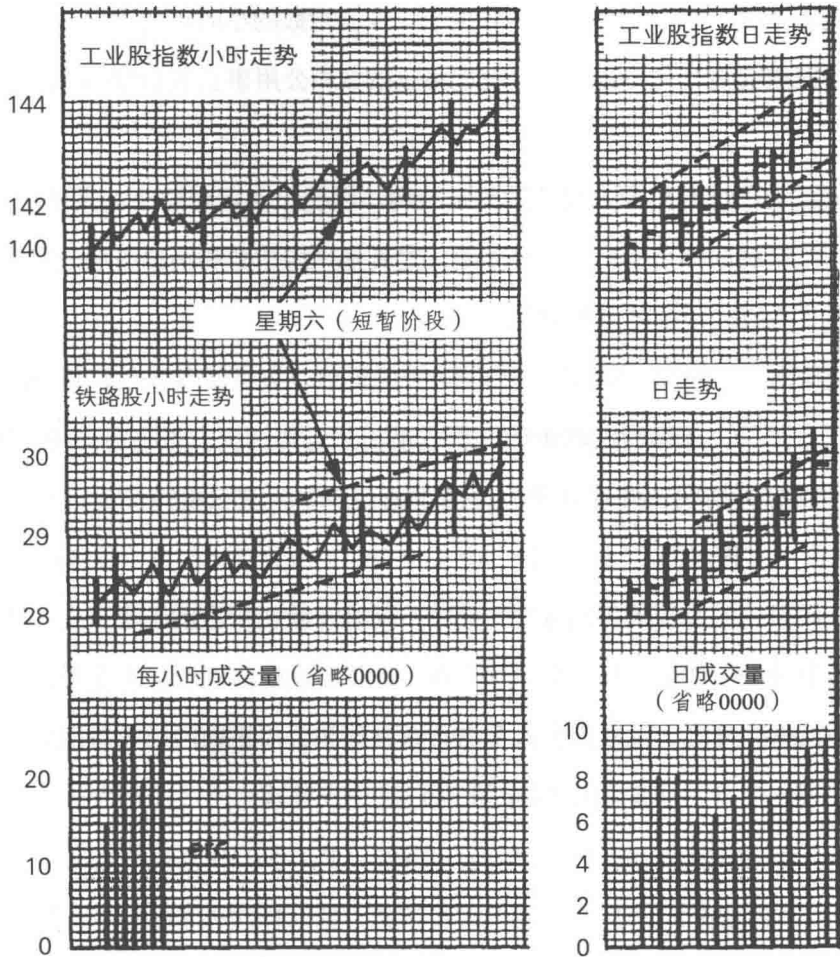 工业股指数小时走势
144
142
140
星期六（短暂阶段）
铁路股小时走势
30
29
28
每小时成交量（省略0000）
20
10
0
etc.
工业股指数日走势
日走势
日成交量
（省略0000）
10
8
6
4
2
0